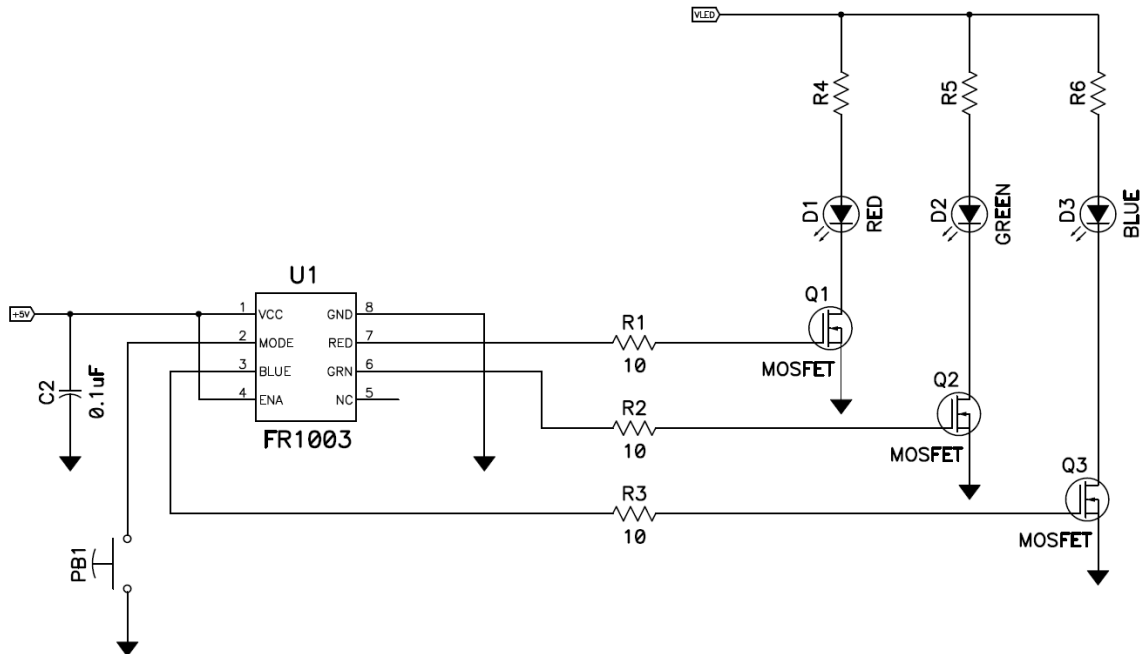 VLED
R4
R5
R6
D1
RED
D2
GREEN
D3
BLUE
U1
+5V
1 VCC GND 8
2 MODE RED 7
3 BLUE GRN 6
4 ENA NC 5
FR1003
C2
0.1uF
PB1
R1
10
R2
10
R3
10
Q1
MOSFET
Q2
MOSFET
Q3
MOSFET